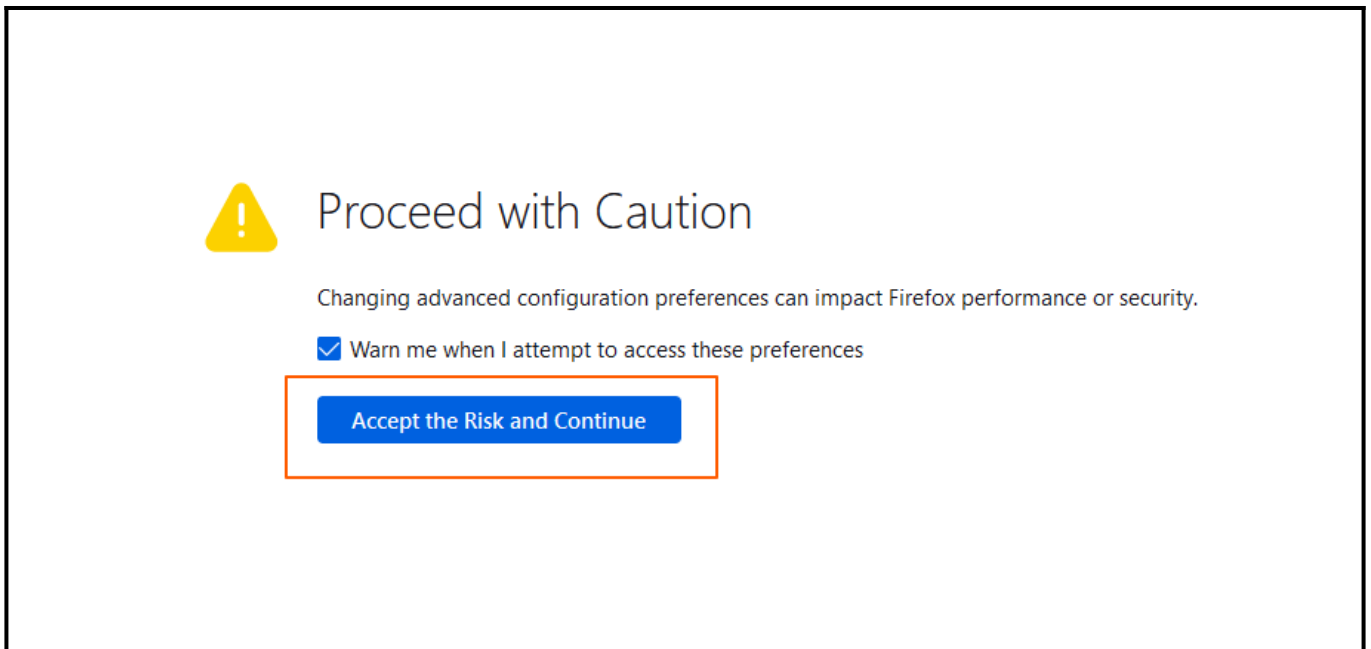 Proceed with Caution
Changing advanced configuration preferences can impact Firefox performance or security.
Warn me when I attempt to access these preferences
Accept the Risk and Continue